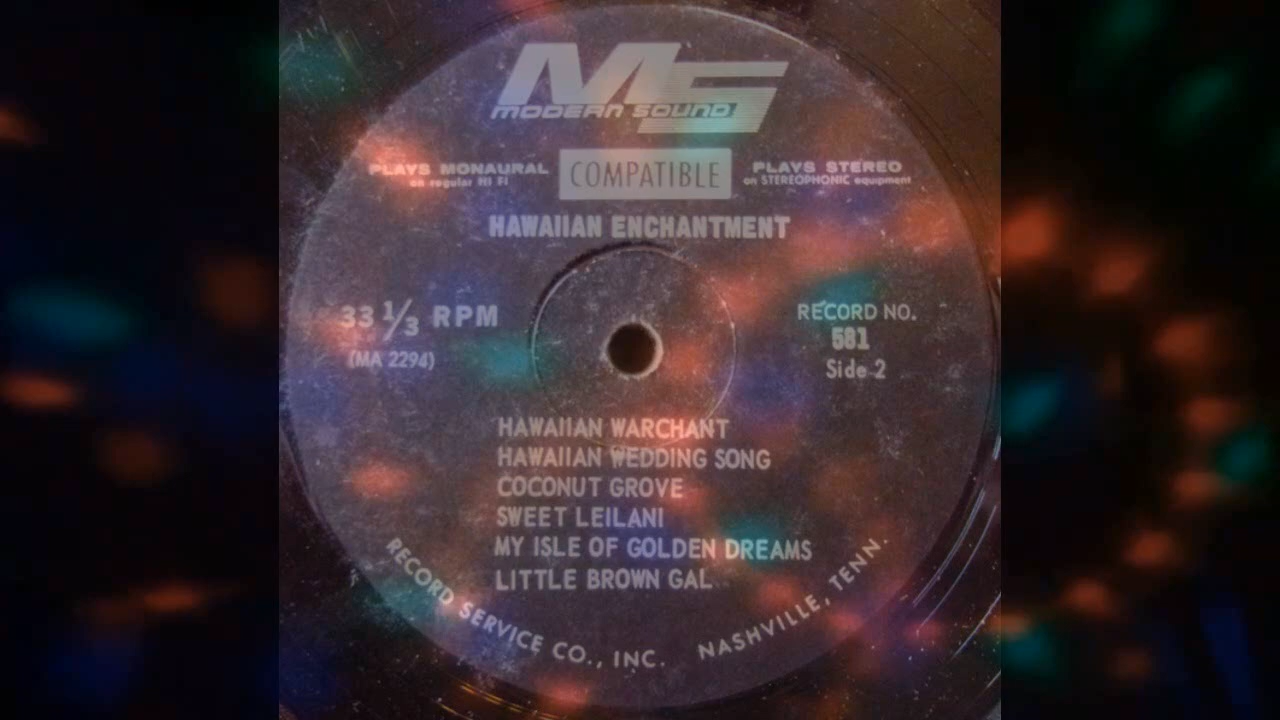 MS
MODERN SOUND
PLAYS MONAURAL
on regular HI FI
COMPATIBLE
PLAYS STEREO
on STEREOPHONIC equipment
HAWAIIAN ENCHANTMENT
33 1/3 RPM
(MA 2294)
RECORD NO.
581
Side 2
HAWAIIAN WARCHANT
HAWAIIAN WEDDING SONG
COCONUT GROVE
SWEET LEILANI
MY ISLE OF GOLDEN DREAMS
LITTLE BROWN GAL
RECORD SERVICE CO., INC. NASHVILLE, TENN.